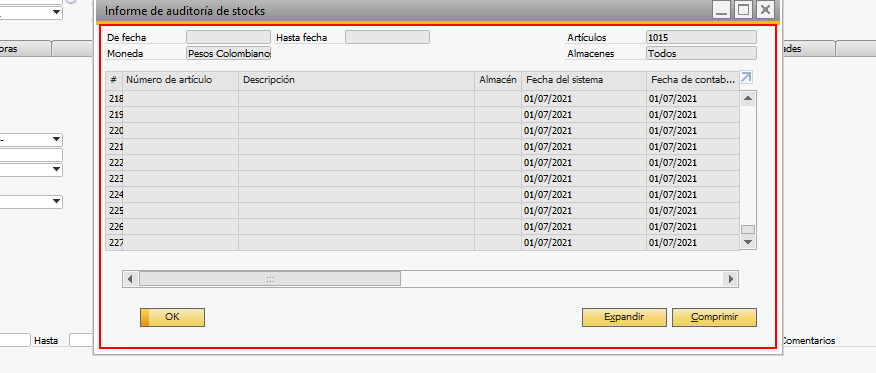 Informe de auditoría de stocks
De fecha Hasta fecha Artículos 1015
Moneda Pesos Colombianos Almacenes Todos
oras ades
# Número de artículo Descripción Almacén Fecha del sistema Fecha de contab...
218 01/07/2021 01/07/2021
219 01/07/2021 01/07/2021
220 01/07/2021 01/07/2021
221 01/07/2021 01/07/2021
222 01/07/2021 01/07/2021
223 01/07/2021 01/07/2021
224 01/07/2021 01/07/2021
225 01/07/2021 01/07/2021
226 01/07/2021 01/07/2021
227 01/07/2021 01/07/2021
OK Expandir Comprimir
Hasta Comentarios